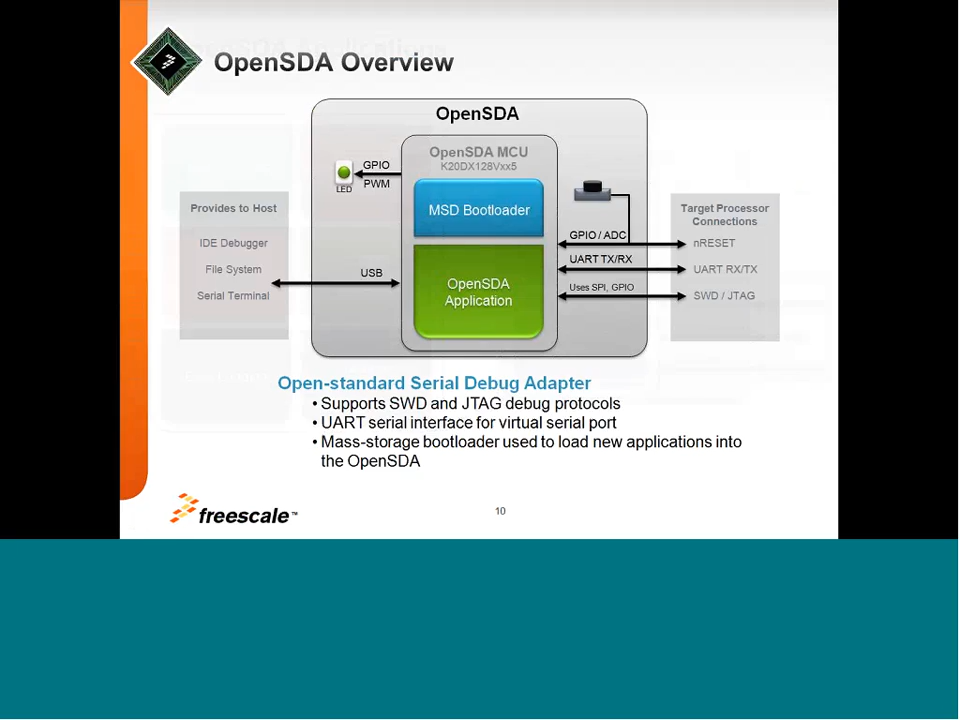 OpenSDA Overview
OpenSDA
OpenSDA MCU
K20DX128Vxx5
GPIO
PWM
LED
MSD Bootloader
OpenSDA
Application
Provides to Host
IDE Debugger
File System
Serial Terminal
USB
GPIO / ADC
UART TX/RX
Uses SPI, GPIO
Target Processor
Connections
nRESET
UART RX/TX
SWD / JTAG
Open-standard Serial Debug Adapter
• Supports SWD and JTAG debug protocols
• UART serial interface for virtual serial port
• Mass-storage bootloader used to load new applications into
the OpenSDA
freescale™
10